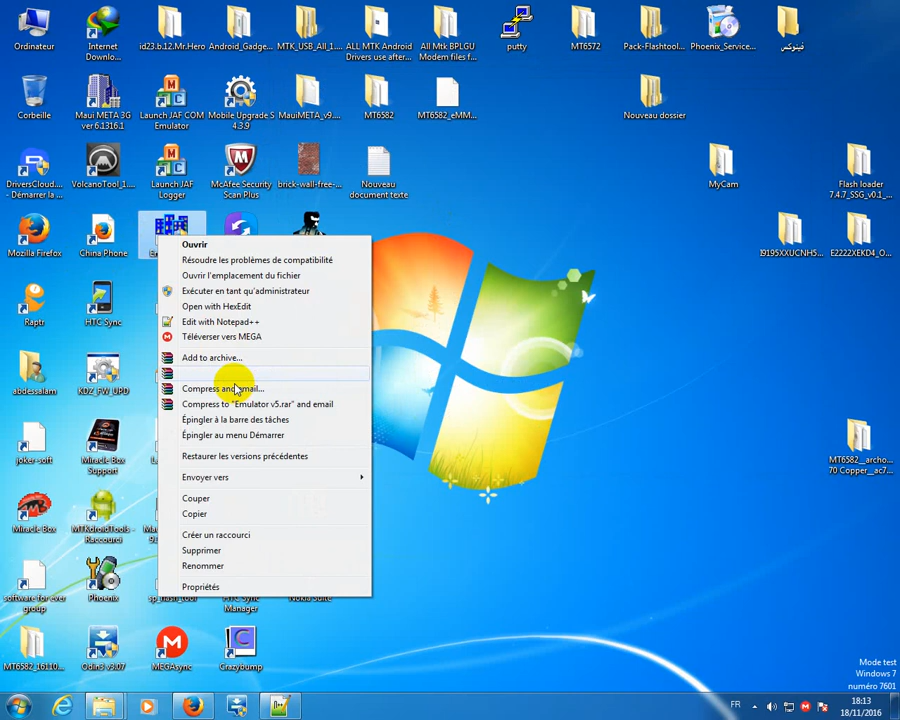 Ordinateur
Internet Downlo...
id23.b.12.Mr.Hero
Android_Gadge...
MTK_USB_All_1....
ALL MTK Android Drivers use after...
All Mtk BPLGU Modem files f...
putty
MT6572
Pack-Flashtool...
Phoenix_Service...
فينوكس
Corbeille
Maui META 3G ver 6.1316.1
Launch JAF COM Emulator
Mobile Upgrade S 4.3.9
MauiMETA_v9....
MT6582
MT6582_eMM...
Nouveau dossier
DriversCloud.... - Démarrer la ...
VolcanoTool_1....
Launch JAF Logger
McAfee Security Scan Plus
brick-wall-free-...
Nouveau document texte
MyCam
Flash loader 7.4.7_SSG_v0.1_...
Mozilla Firefox
China Phone
I9195XXUCNH5...
E2222XEKD4_O...
Ouvrir
Résoudre les problèmes de compatibilité
Ouvrir l'emplacement du fichier
Exécuter en tant qu'administrateur
Open with HexEdit
Edit with Notepad++
Téléverser vers MEGA
Add to archive...
Compress and email...
Compress to "Emulator v5.rar" and email
Épingler à la barre des tâches
Épingler au menu Démarrer
Restaurer les versions précédentes
Envoyer vers
Couper
Copier
Créer un raccourci
Supprimer
Renommer
Propriétés
Raptr
HTC Sync
abdessalam
KDZ_FW_UPD
joker-soft
Miracle Box Support
MT6582__archo... 70 Copper__ac7...
Miracle Box
MTKdroidTools - Raccourci
software for ever group
Phoenix
sp_flash_tool
HTC Sync Manager
Nokia Suite
MT6582_16110...
Odin3 v3.07
MEGAsync
Crazybump
Mode test
Windows 7
numéro 7601
FR
18:13
18/11/2016